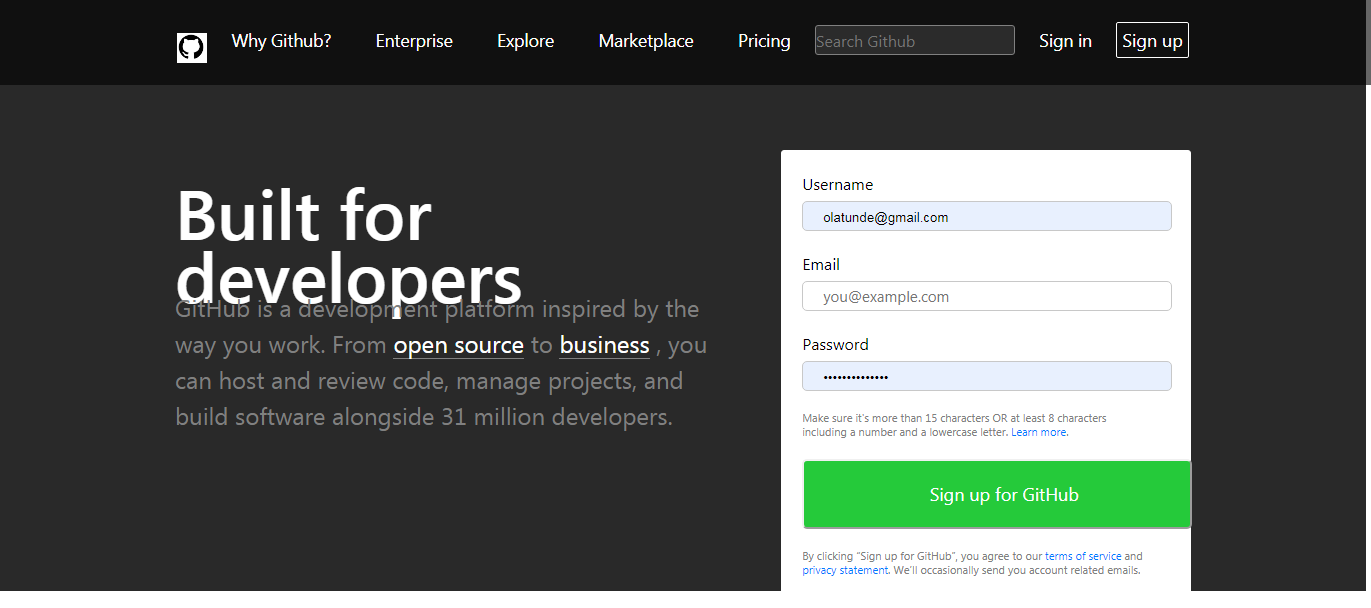 Why Github? Enterprise Explore Marketplace Pricing Search Github Sign in Sign up
Built for
developers
GitHub is a development platform inspired by the
way you work. From open source to business , you
can host and review code, manage projects, and
build software alongside 31 million developers.
Username
olatunde@gmail.com
Email
you@example.com
Password
••••••••••••••
Make sure it's more than 15 characters OR at least 8 characters
including a number and a lowercase letter. Learn more.
Sign up for GitHub
By clicking “Sign up for GitHub”, you agree to our terms of service and
privacy statement. We'll occasionally send you account related emails.